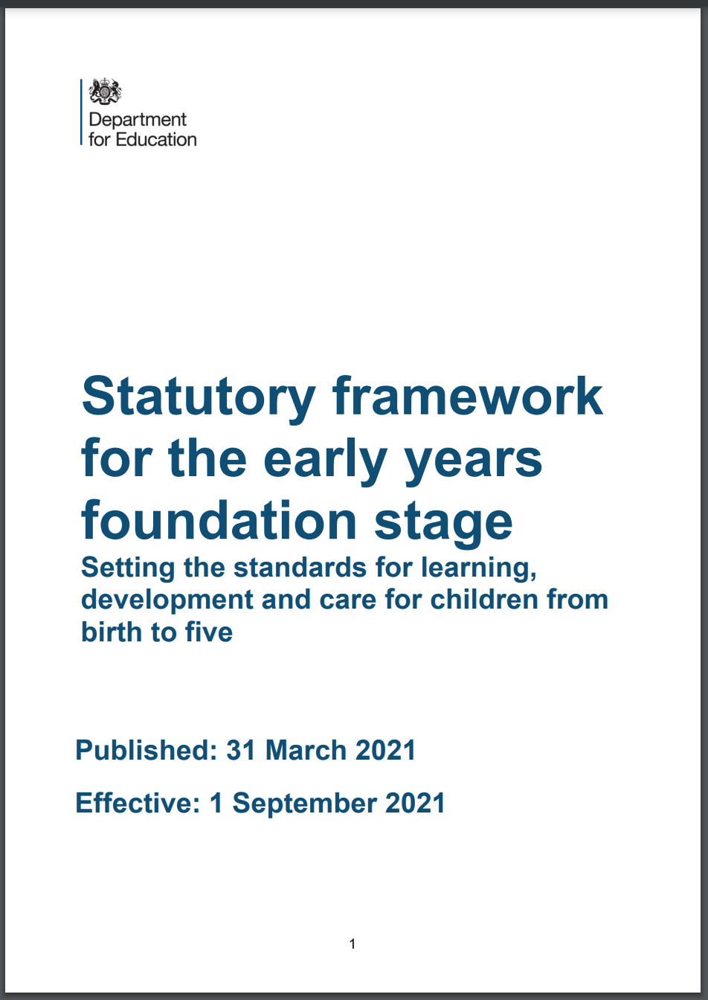 Department
for Education
Statutory framework
for the early years
foundation stage
Setting the standards for learning,
development and care for children from
birth to five
Published: 31 March 2021
Effective: 1 September 2021
1